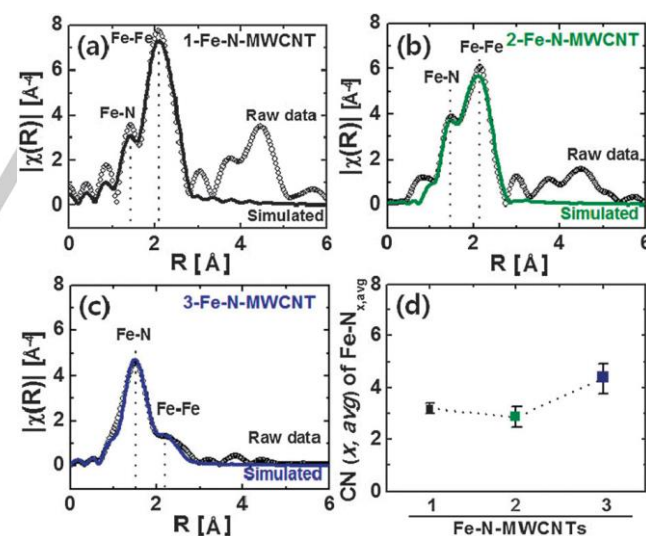 (a) 1-Fe-N-MWCNT
Fe-Fe
Fe-N
Raw data
Simulated
|χ(R)| [Å-4]
8
6
4
2
0
0 2 4 6
R [Å]
(b) 2-Fe-N-MWCNT
Fe-Fe
Fe-N
Raw data
Simulated
|χ(R)| [Å-4]
8
6
4
2
0
0 2 4 6
R [Å]
(c) 3-Fe-N-MWCNT
Fe-N
Fe-Fe
Raw data
Simulated
|χ(R)| [Å-4]
8
6
4
2
0
0 2 4 6
R [Å]
(d)
CN (x, avg) of Fe-Nx,avg
8
6
4
2
0
1 2 3
Fe-N-MWCNTs